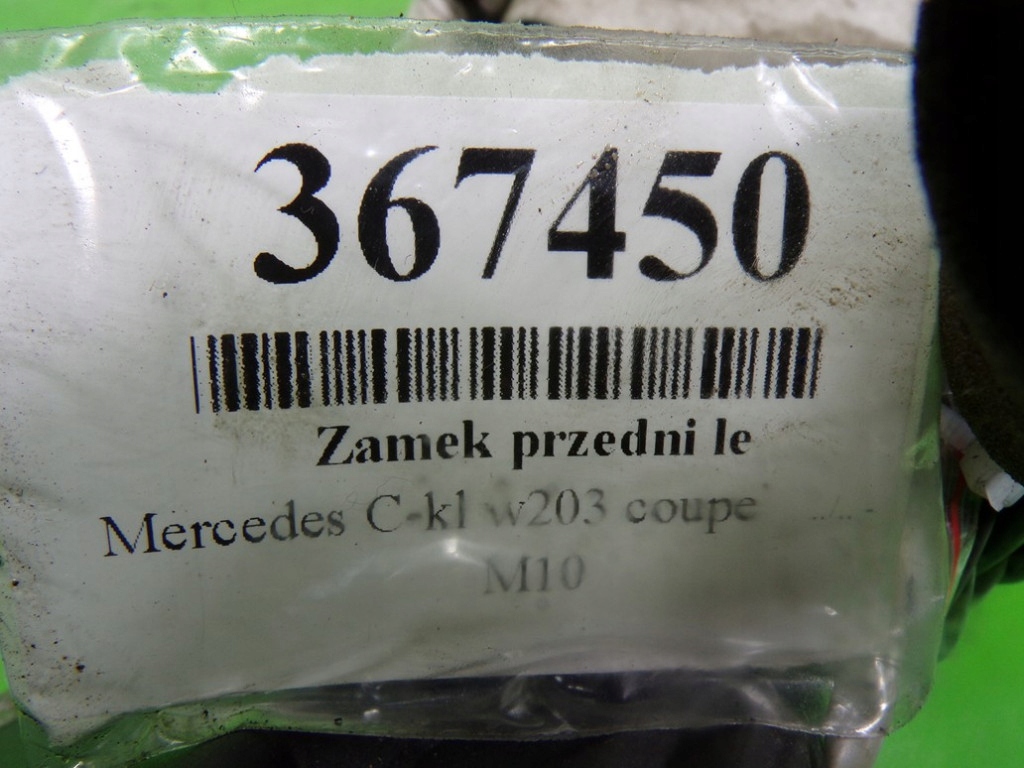 367450
Zamek przedni le
Mercedes C-kl w203 coupe
M10